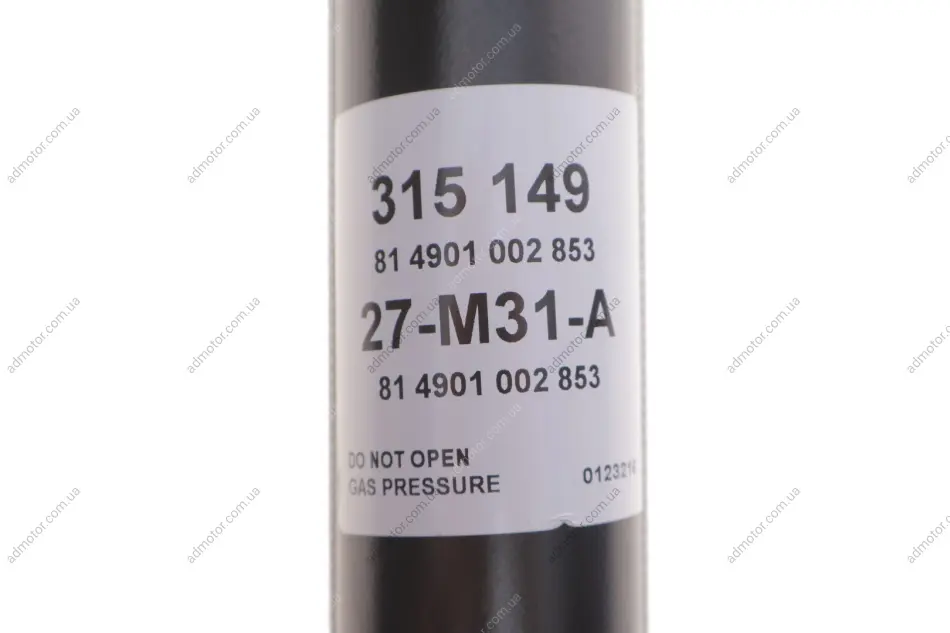 315 149
81 4901 002 853
27-M31-A
81 4901 002 853
DO NOT OPEN
GAS PRESSURE
admotor.com.ua